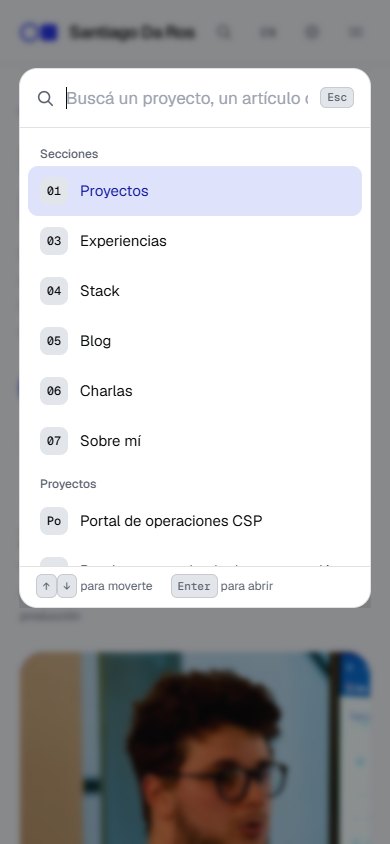 Santiago Da Ros
Buscá un proyecto, un artículo
Esc
Secciones
01 Proyectos
03 Experiencias
04 Stack
05 Blog
06 Charlas
07 Sobre mí
Proyectos
Po Portal de operaciones CSP
↑ ↓ para moverte Enter para abrir